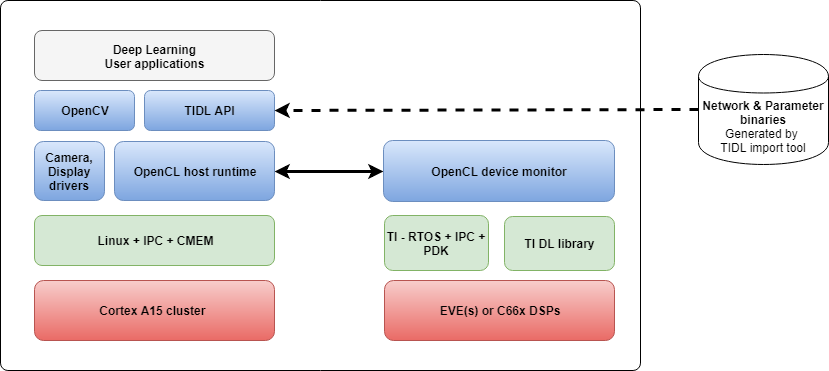 Deep Learning
User applications
OpenCV
TIDL API
Network & Parameter
binaries
Generated by
TIDL import tool
Camera,
Display
drivers
OpenCL host runtime
OpenCL device monitor
Linux + IPC + CMEM
TI - RTOS + IPC +
PDK
TI DL library
Cortex A15 cluster
EVE(s) or C66x DSPs